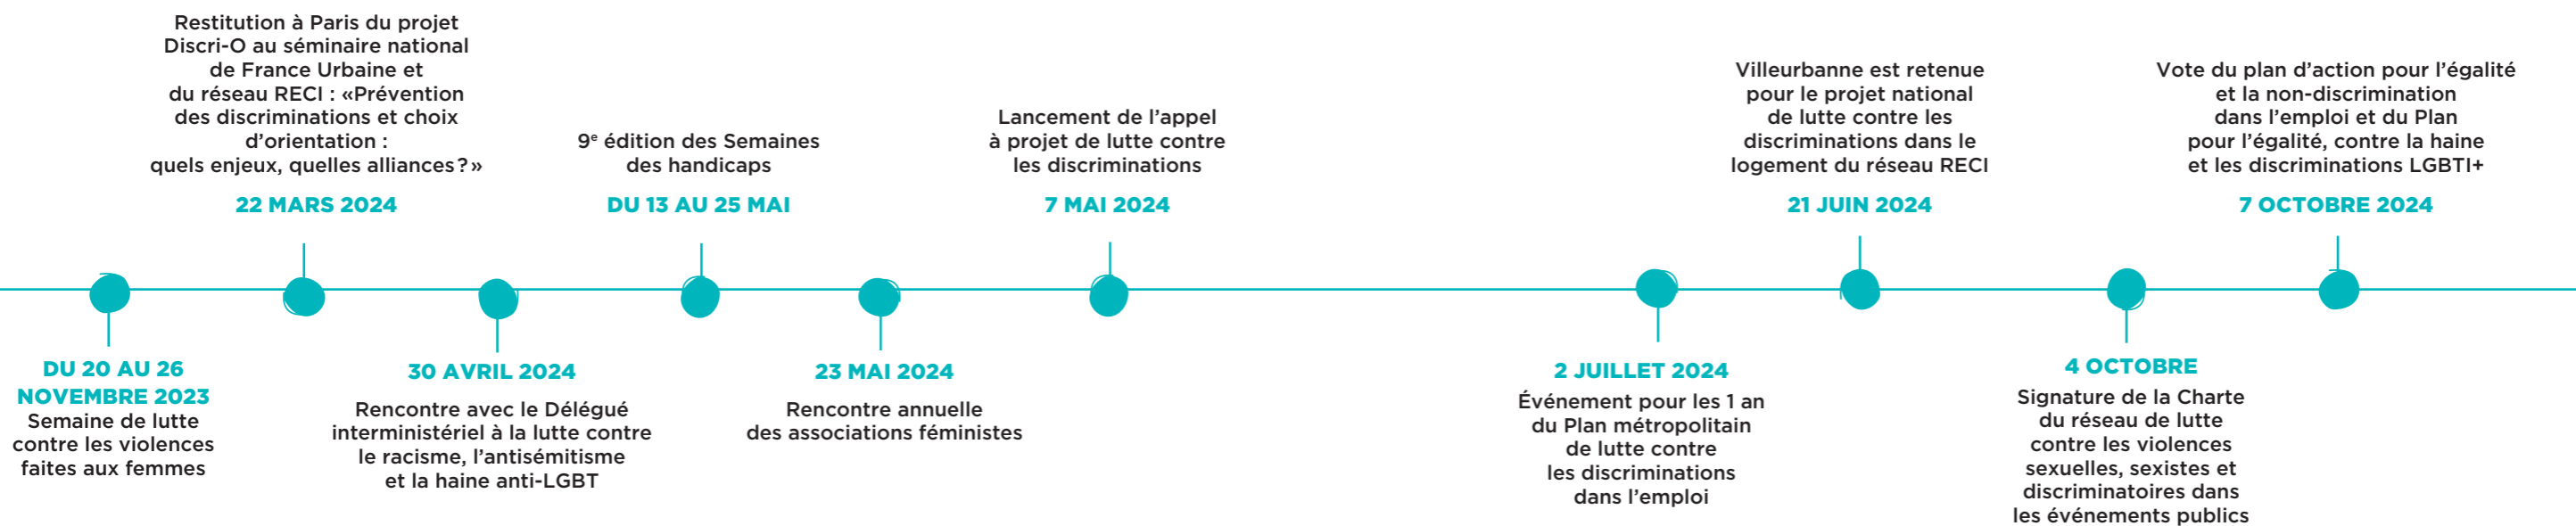 DU 20 AU 26
NOVEMBRE 2023
Semaine de lutte
contre les violences
faites aux femmes
Restitution à Paris du projet
Discri-O au séminaire national
de France Urbaine et
du réseau RECI : «Prévention
des discriminations et choix
d’orientation :
quels enjeux, quelles alliances ?»
22 MARS 2024
30 AVRIL 2024
Rencontre avec le Délégué
interministériel à la lutte contre
le racisme, l’antisémitisme
et la haine anti-LGBT
9e édition des Semaines
des handicaps
DU 13 AU 25 MAI
23 MAI 2024
Rencontre annuelle
des associations féministes
Lancement de l’appel
à projet de lutte contre
les discriminations
7 MAI 2024
2 JUILLET 2024
Événement pour les 1 an
du Plan métropolitain
de lutte contre
les discriminations
dans l’emploi
Villeurbanne est retenue
pour le projet national
de lutte contre les
discriminations dans le
logement du réseau RECI
21 JUIN 2024
4 OCTOBRE
Signature de la Charte
du réseau de lutte
contre les violences
sexuelles, sexistes et
discriminatoires dans
les événements publics
Vote du plan d’action pour l’égalité
et la non-discrimination
dans l’emploi et du Plan
pour l’égalité, contre la haine
et les discriminations LGBTI+
7 OCTOBRE 2024